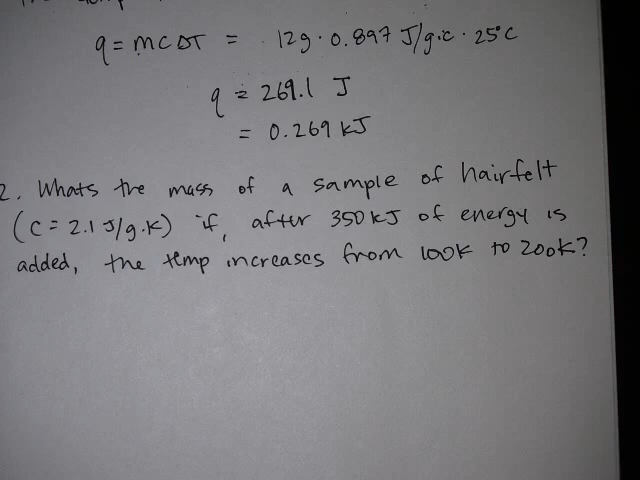 q = mCΔT = 12g · 0.897 J/g·c · 25°C
q = 269.1 J
= 0.269 KJ
2. Whats the mass of a sample of hairfelt
(C = 2.1 J/g·K) if, after 350 KJ of energy is
added, the temp increases from 100K to 200K?